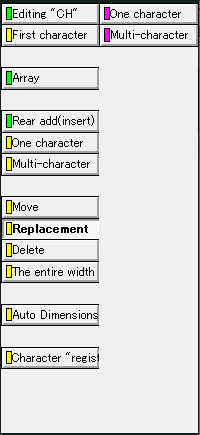 Editing "CH"
One character
First character
Multi-character
Array
Rear add(insert)
One character
Multi-character
Move
Replacement
Delete
The entire width
Auto Dimensions
Character "regist